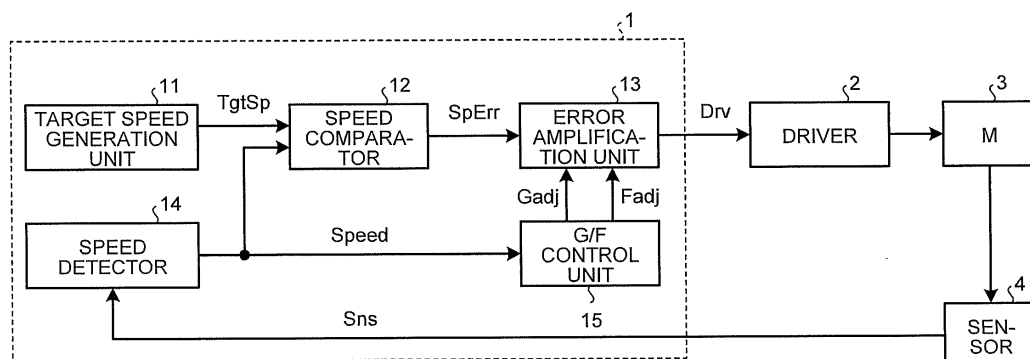 1
11
TARGET SPEED
GENERATION
UNIT
TgtSp
12
SPEED
COMPARA-
TOR
SpErr
13
ERROR
AMPLIFICA-
TION UNIT
Drv
2
DRIVER
3
M
Gadj
Fadj
14
SPEED
DETECTOR
Speed
G/F
CONTROL
UNIT
15
Sns
4
SEN-
SOR